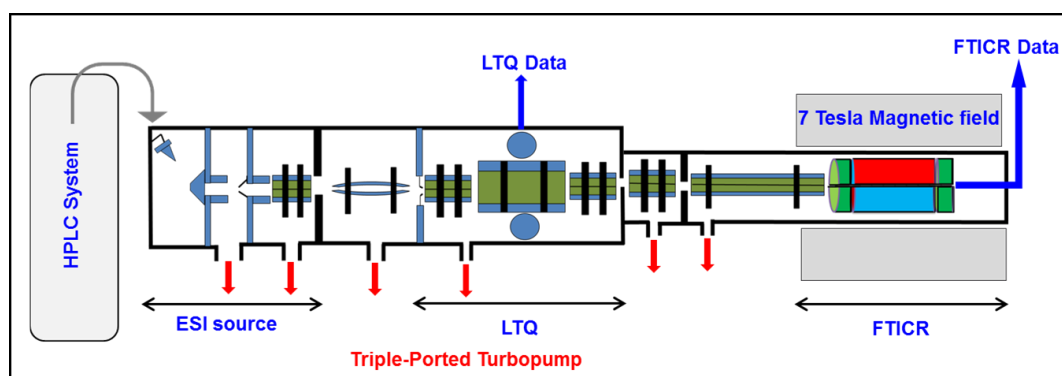 FTICR Data
LTQ Data
7 Tesla Magnetic field
HPLC System
ESI source
LTQ
FTICR
Triple-Ported Turbopump